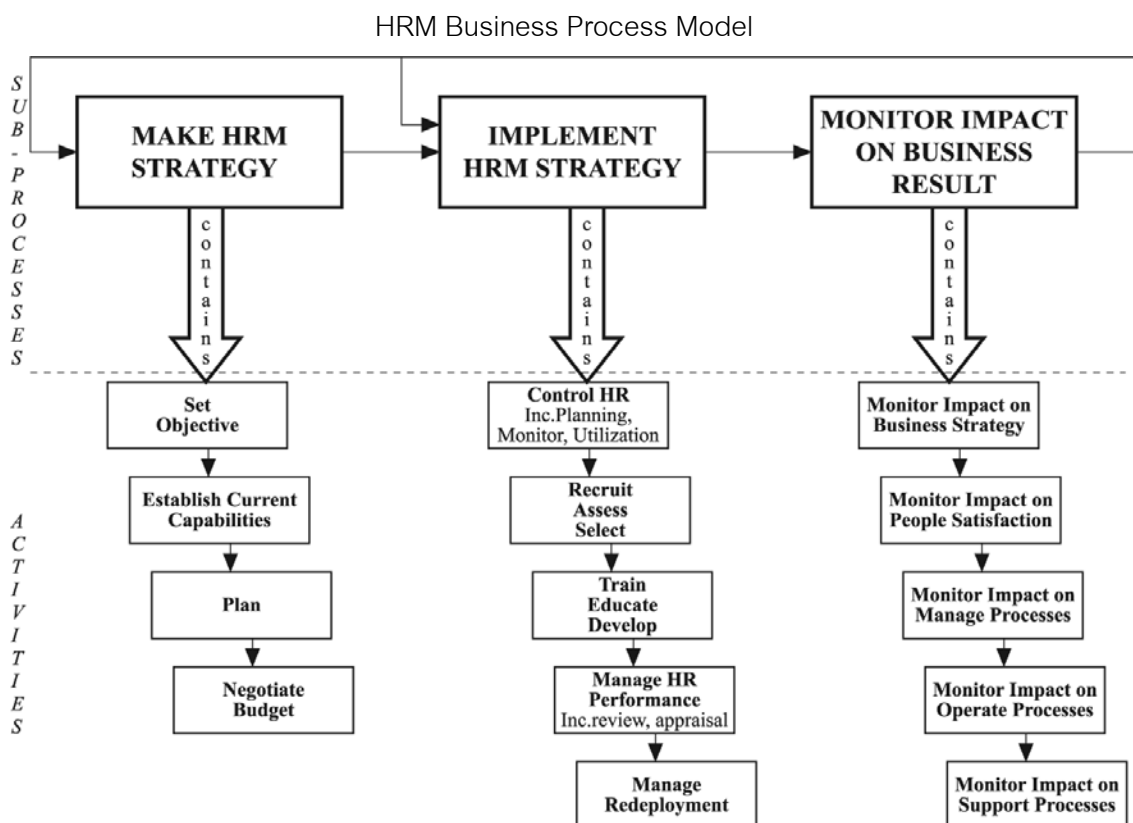 HRM Business Process Model
SUB-PROCESSES
MAKE HRM
STRATEGY
IMPLEMENT
HRM STRATEGY
MONITOR IMPACT
ON BUSINESS
RESULT
contains
contains
contains
ACTIVITIES
Set
Objective
Establish Current
Capabilities
Plan
Negotiate
Budget
Control HR
Inc.Planning,
Monitor, Utilization
Recruit
Assess
Select
Train
Educate
Develop
Manage HR
Performance
Inc.review, appraisal
Manage
Redeployment
Monitor Impact on
Business Strategy
Monitor Impact on
People Satisfaction
Monitor Impact on
Manage Processes
Monitor Impact on
Operate Processes
Monitor Impact on
Support Processes